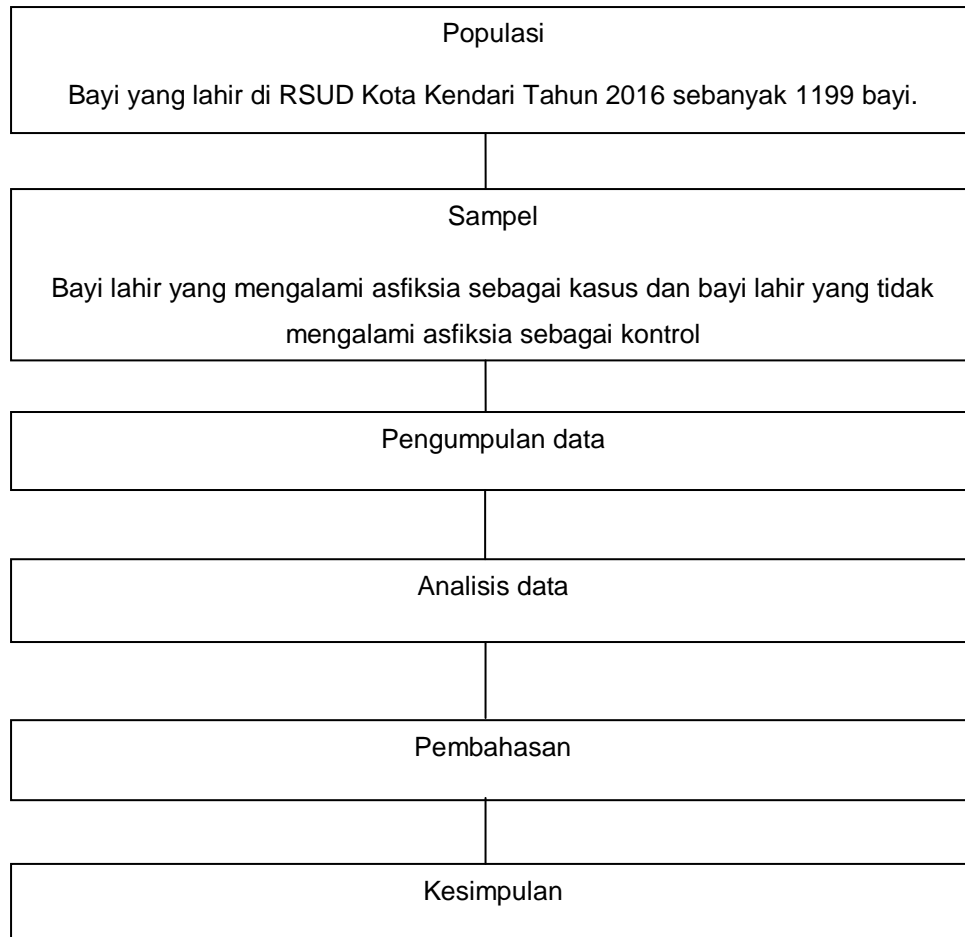 Populasi
Bayi yang lahir di RSUD Kota Kendari Tahun 2016 sebanyak 1199 bayi.
Sampel
Bayi lahir yang mengalami asfiksia sebagai kasus dan bayi lahir yang tidak
mengalami asfiksia sebagai kontrol
Pengumpulan data
Analisis data
Pembahasan
Kesimpulan